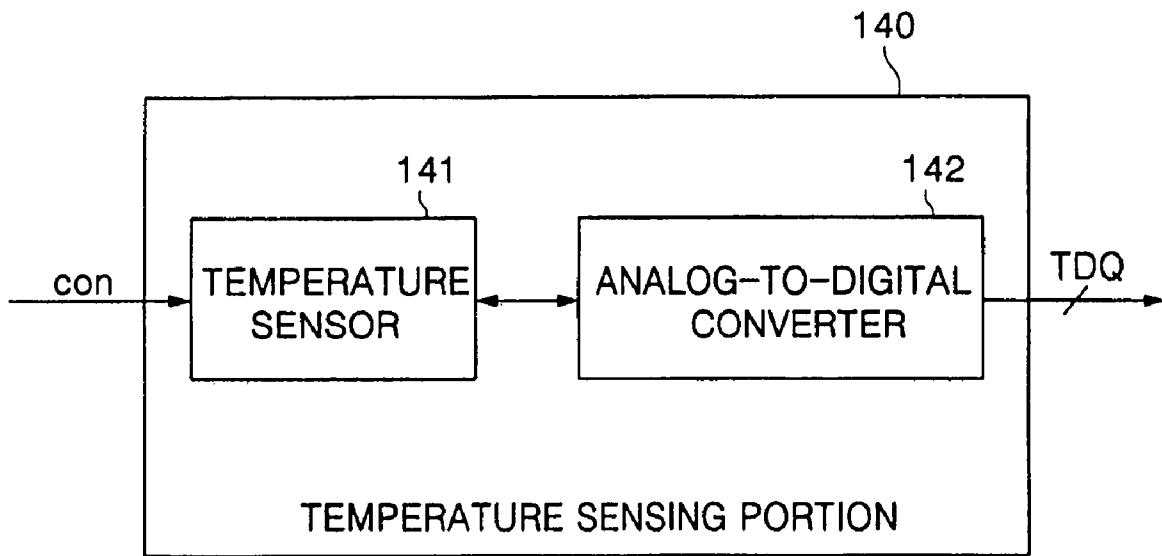 140
141
142
con
TEMPERATURE
SENSOR
ANALOG-TO-DIGITAL
CONVERTER
TDQ
TEMPERATURE SENSING PORTION